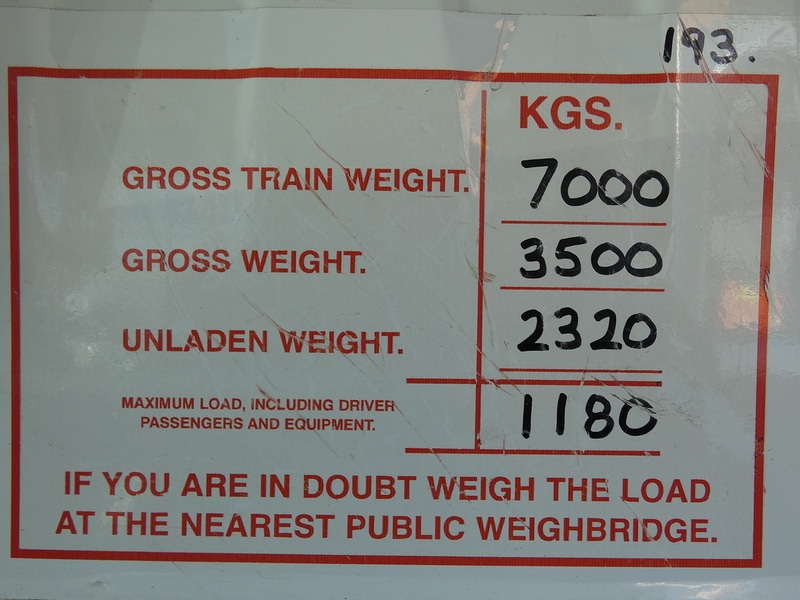 193.
KGS.
GROSS TRAIN WEIGHT. 7000
GROSS WEIGHT. 3500
UNLADEN WEIGHT. 2320
MAXIMUM LOAD, INCLUDING DRIVER
PASSENGERS AND EQUIPMENT. 1180
IF YOU ARE IN DOUBT WEIGH THE LOAD
AT THE NEAREST PUBLIC WEIGHBRIDGE.